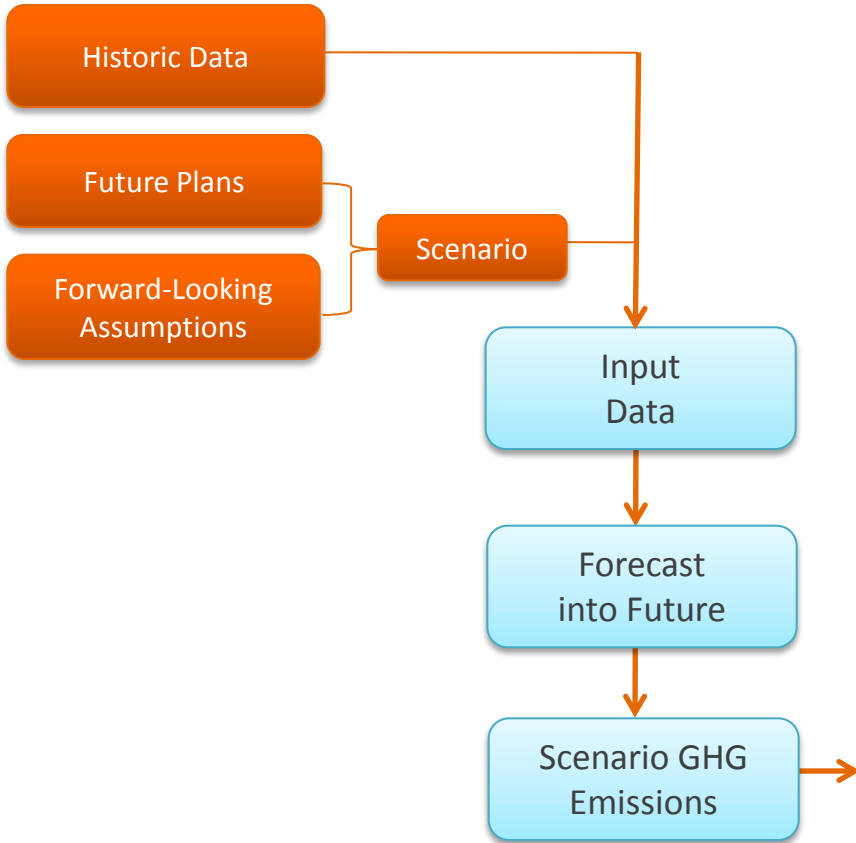 Historic Data
Future Plans
Scenario
Forward-Looking
Assumptions
Input
Data
Forecast
into Future
Scenario GHG
Emissions